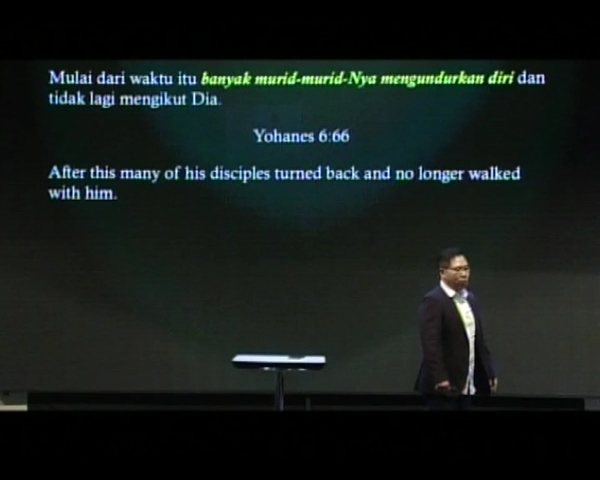 Mulai dari waktu itu banyak murid-murid-Nya mengundurkan diri dan
tidak lagi mengikut Dia.
Yohanes 6:66
After this many of his disciples turned back and no longer walked
with him.